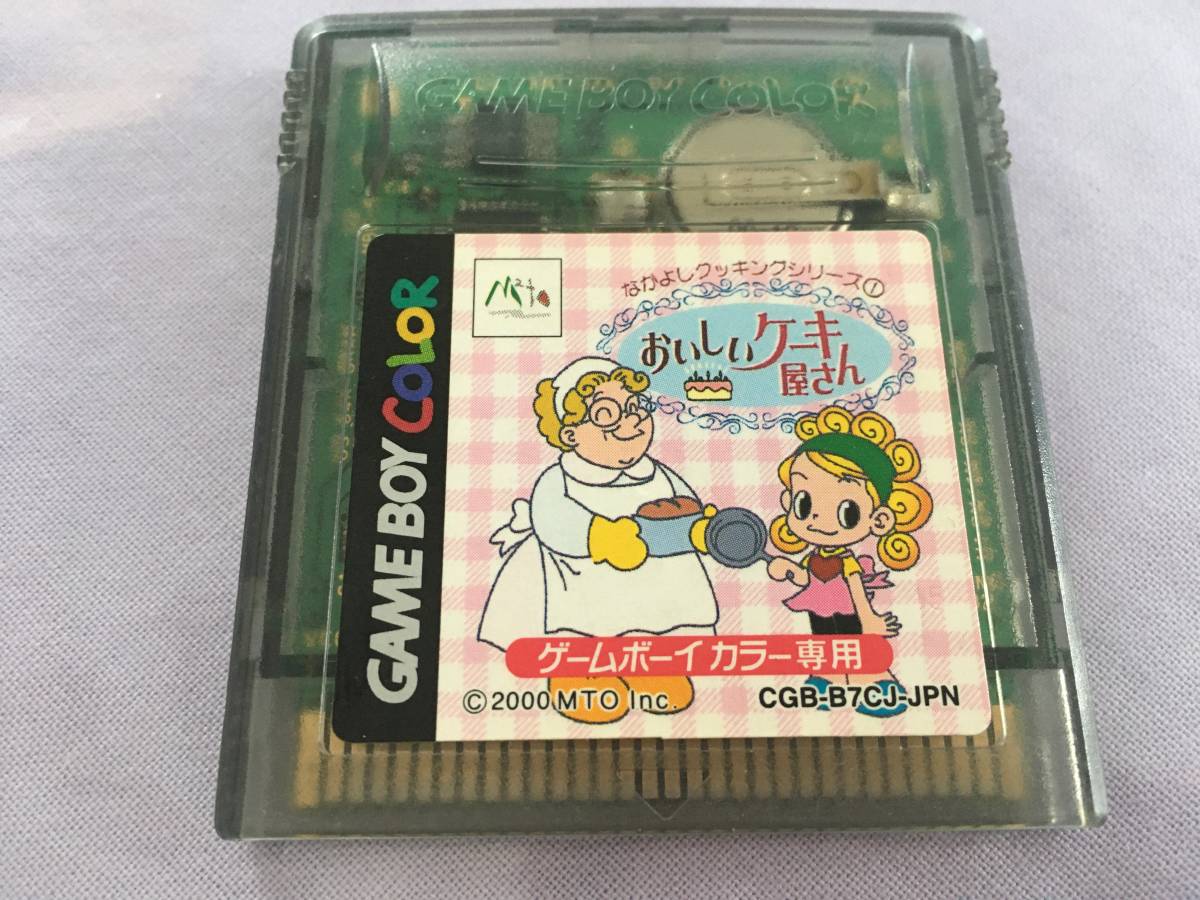 GAME BOY COLOR
GAME BOY COLOR
なかよしクッキングシリーズ①
おいしいケーキ屋さん
ゲームボーイカラー専用
©2000 MTO Inc.
CGB-B7CJ-JPN